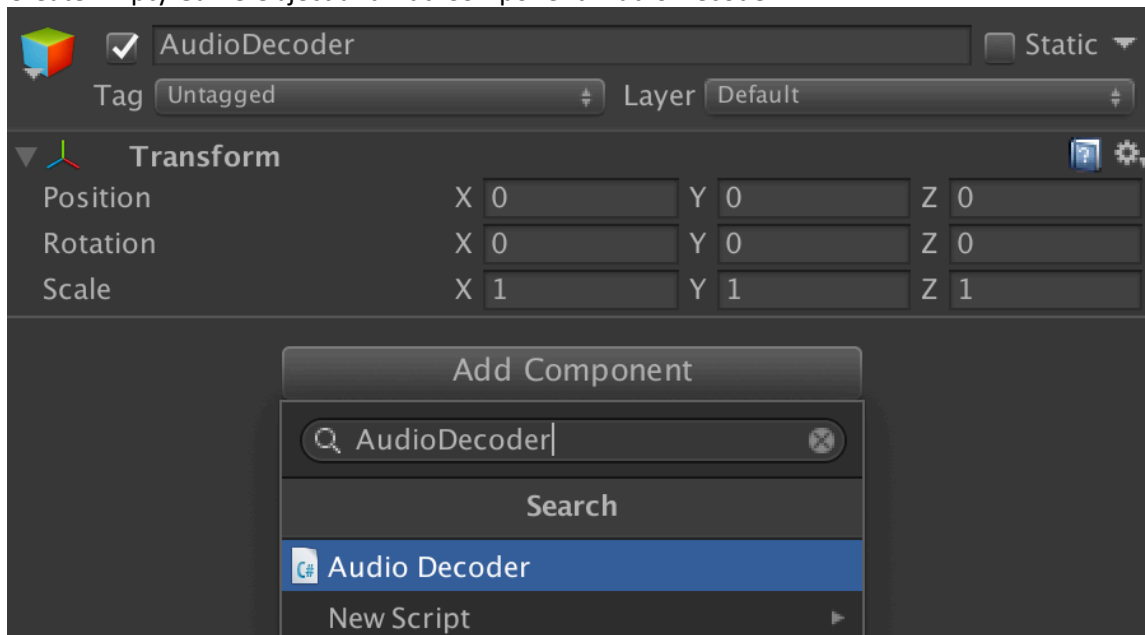 AudioDecoder Static
Tag Untagged Layer Default
Transform
Position X 0 Y 0 Z 0
Rotation X 0 Y 0 Z 0
Scale X 1 Y 1 Z 1
Add Component
AudioDecoder
Search
C# Audio Decoder
New Script